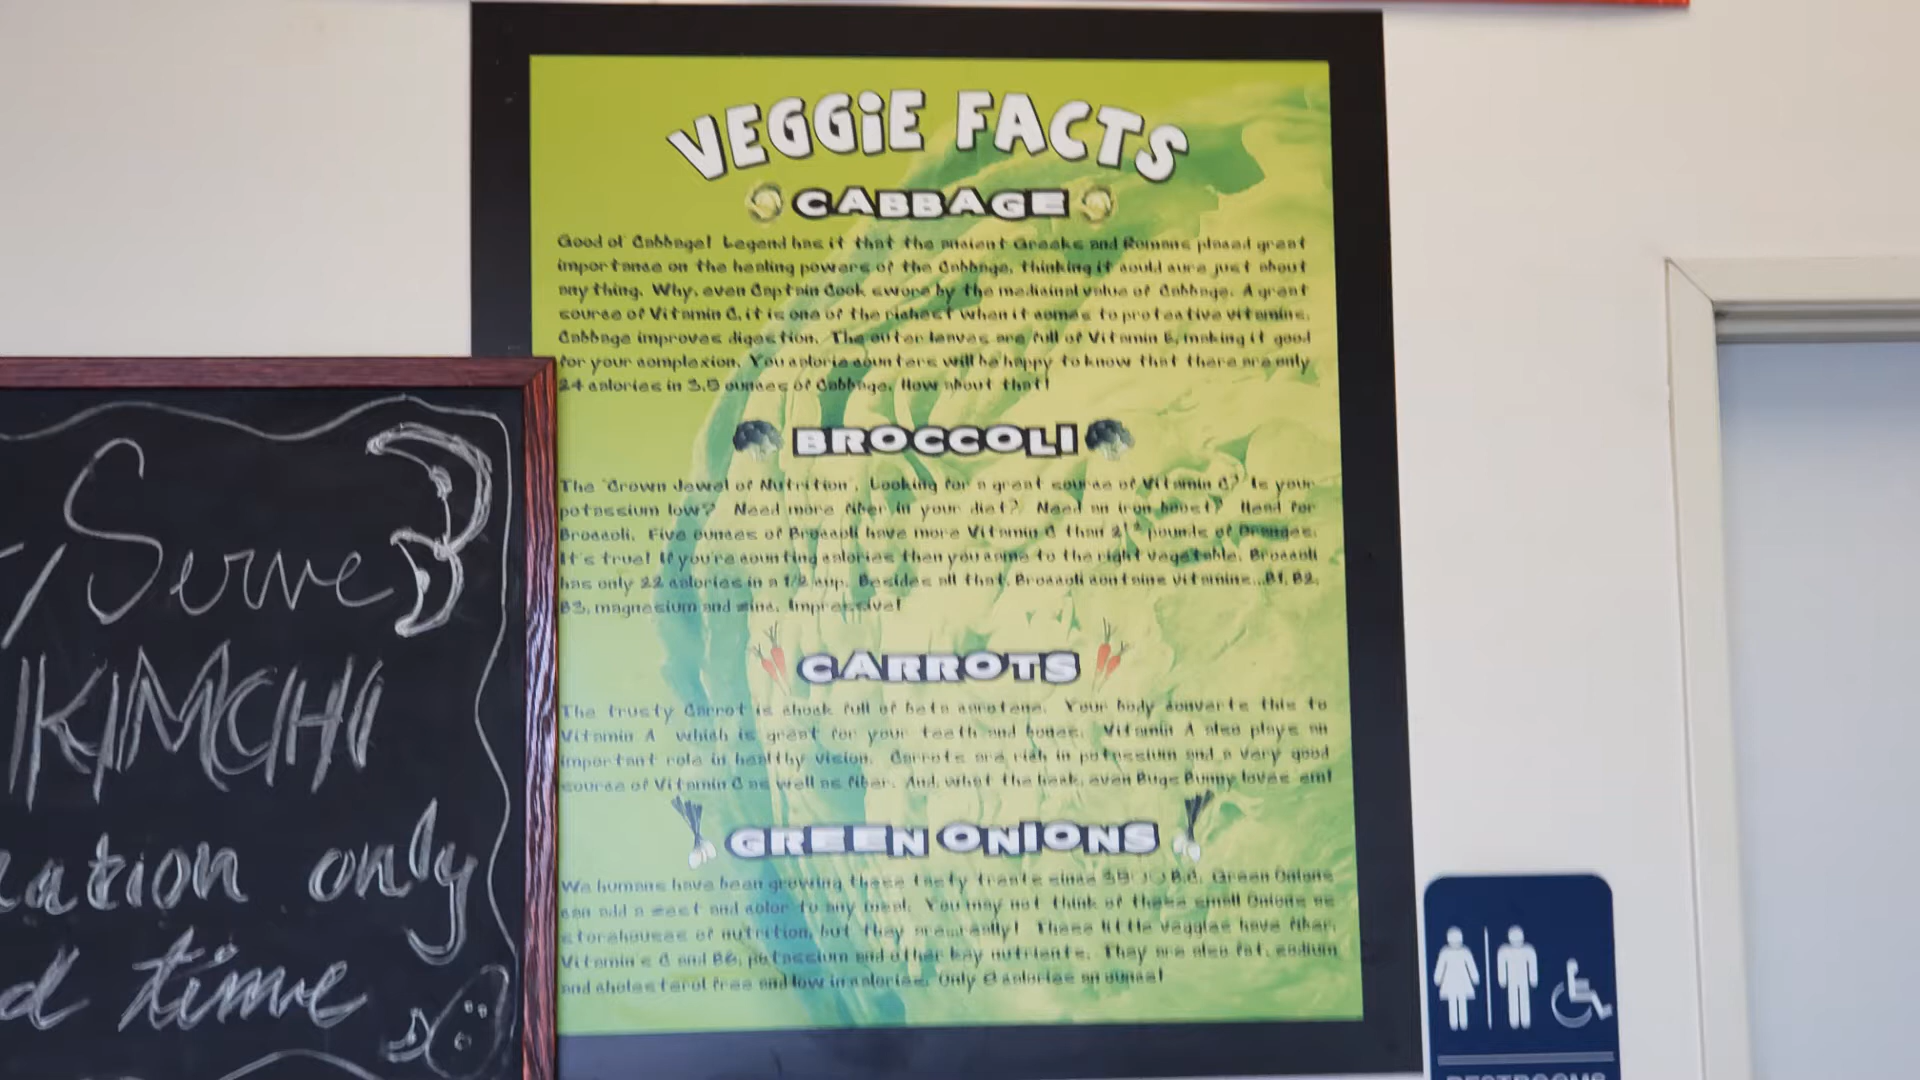 VEGGiE FACTS
CABBAGE
Good ol' Cabbage! Legend has it that the ancient Greeks and Romans placed great
importance on the healing powers of the Cabbage, thinking it could cure just about
any thing. Why, even Captain Cook swore by the medicinal value of Cabbage. A great
source of Vitamin C, it is one of the richest when it comes to protective vitamins.
Cabbage improves digestion. The outer leaves are full of Vitamin E, making it good
for your complexion. You calorie counters will be happy to know that there are only
24 calories in 3.5 ounces of Cabbage. How about that!
BROCCOLI
The "Crown Jewel of Nutrition". Looking for a great source of Vitamin C? Is your
potassium low? Need more fiber in your diet? Need an iron boost? Head for
Broccoli. Five ounces of Broccoli have more Vitamin C than 2 pounds of Oranges.
It's true! If you're counting calories then you came to the right vegetable. Broccoli
has only 22 calories in a 1/2 cup. Besides all that, Broccoli contains vitamins...B1, B2,
B3, magnesium and zinc. Impressive!
CARROTS
The trusty Carrot is chock full of beta carotene. Your body converts this to
Vitamin A which is great for your teeth and bones. Vitamin A also plays an
important role in healthy vision. Carrots are rich in potassium and a very good
source of Vitamin C as well as fiber. And, what the heck, even Bugs Bunny loves em!
GREEN ONiONS
We humans have been growing these tasty treats since B.C. Green Onions
can add a zest and color to any meal. You may not think of these small Onions as
storehouses of nutrition, but they are really! These little veggies have fiber,
Vitamin's C and B6, potassium and other key nutrients. They are also fat, sodium
and cholesterol free and low in calories. Only calories an ounce!
Serve
KIMCHI
only
time
RESTROOMS